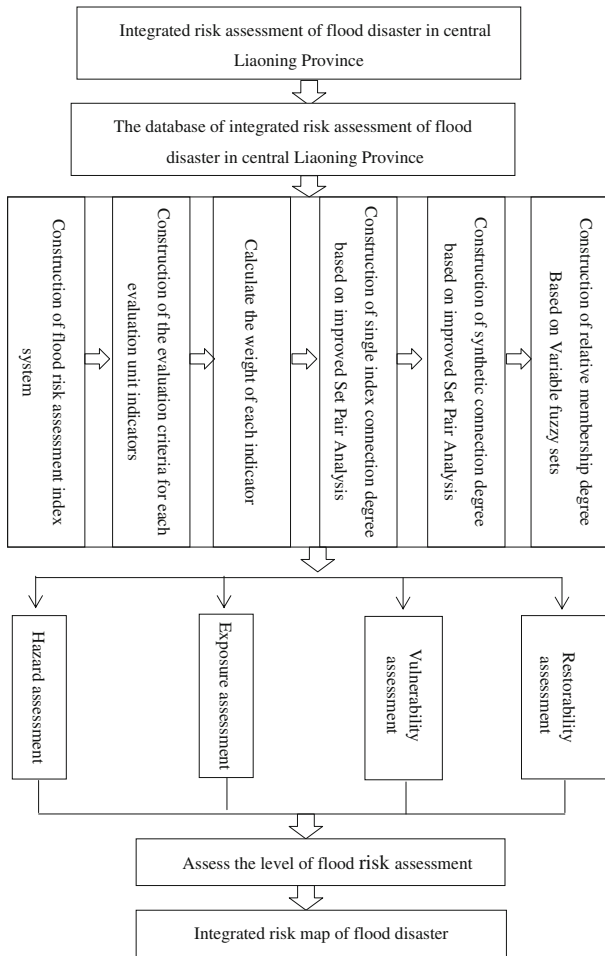 Integrated risk assessment of flood disaster in central
Liaoning Province
The database of integrated risk assessment of flood
disaster in central Liaoning Province
Construction of flood risk assessment index
system
Construction of the evaluation criteria for each
evaluation unit indicators
Calculate the weight of each indicator
Construction of single index connection degree
based on improved Set Pair Analysis
Construction of synthetic connection degree
based on improved Set Pair Analysis
Construction of relative membership degree
Based on Variable fuzzy sets
Hazard assessment
Exposure assessment
Vulnerability
assessment
Restorability
assessment
Assess the level of flood risk assessment
Integrated risk map of flood disaster